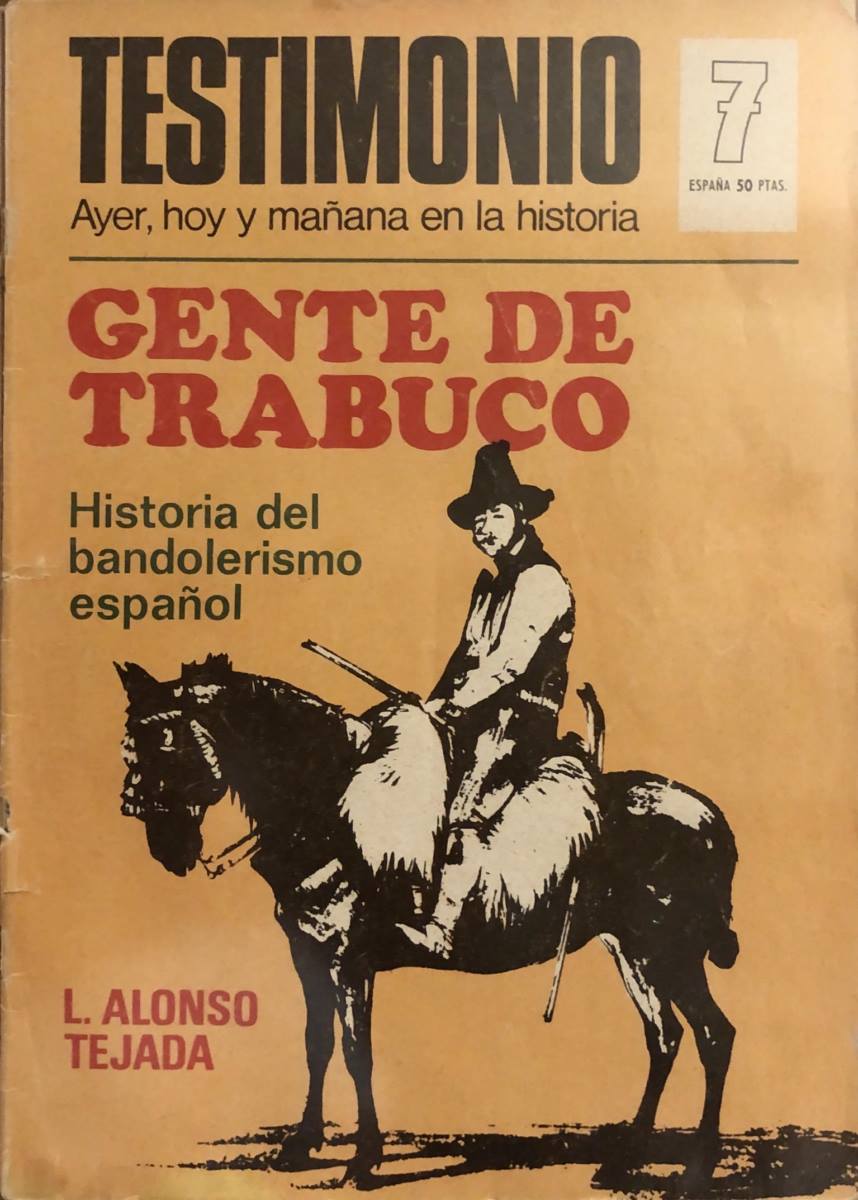 TESTIMONIO
Ayer, hoy y mañana en la historia
7
ESPAÑA 50 PTAS.
GENTE DE
TRABUCO
Historia del
bandolerismo
español
L. ALONSO
TEJADA